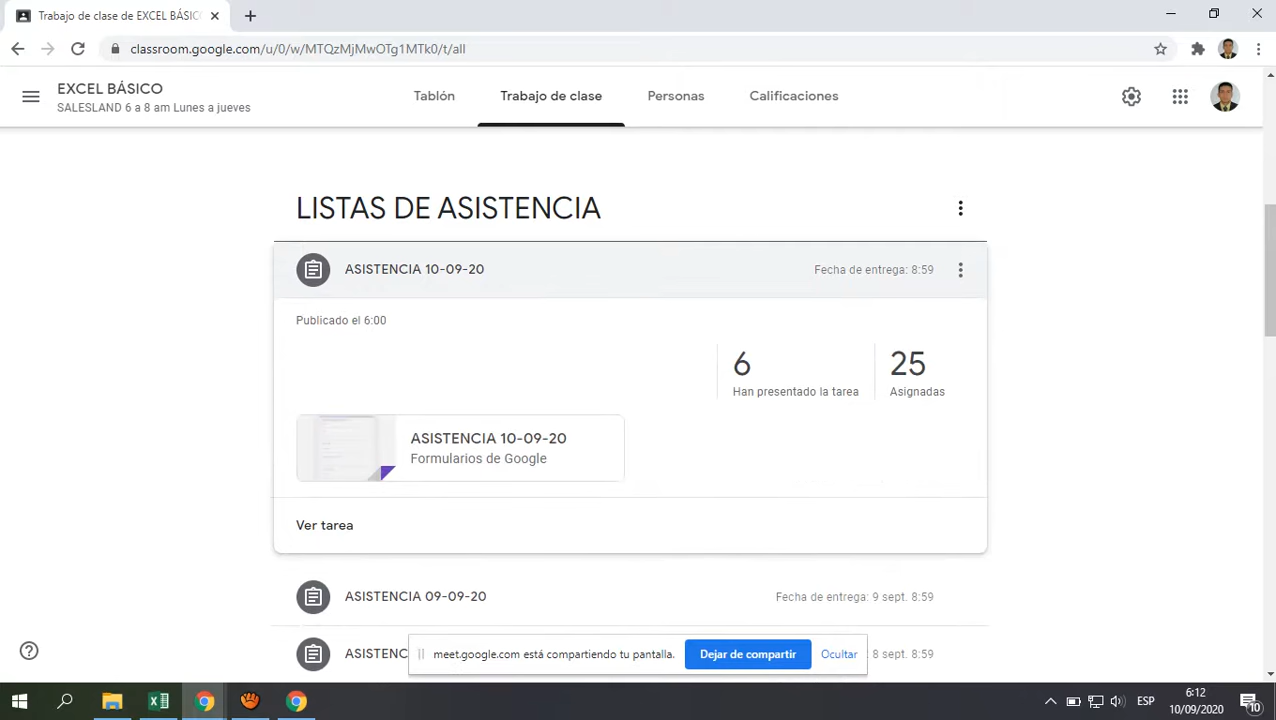 Trabajo de clase de EXCEL BÁSIC
classroom.google.com/u/0/w/MTQzMjMwOTg1MTk0/t/all
EXCEL BÁSICO
SALESLAND 6 a 8 am Lunes a jueves
Tablón
Trabajo de clase
Personas
Calificaciones
LISTAS DE ASISTENCIA
ASISTENCIA 10-09-20
Fecha de entrega: 8:59
Publicado el 6:00
6
Han presentado la tarea
25
Asignadas
ASISTENCIA 10-09-20
Formularios de Google
Ver tarea
ASISTENCIA 09-09-20
Fecha de entrega: 9 sept. 8:59
ASISTENC
8 sept. 8:59
meet.google.com está compartiendo tu pantalla.
Dejar de compartir
Ocultar
ESP
6:12
10/09/2020
10